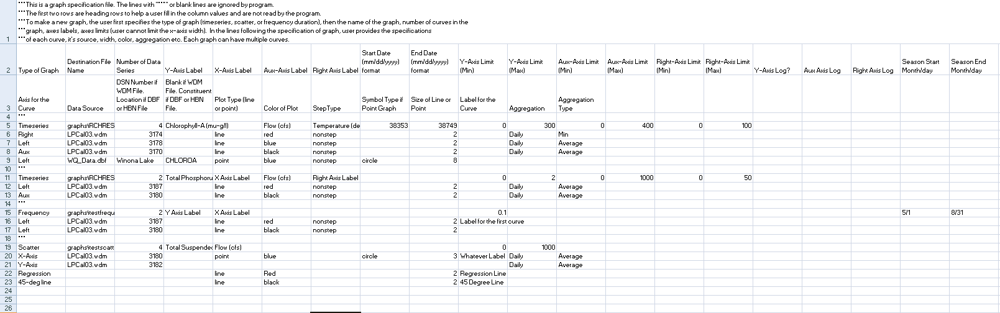 """This is a graph specification file. The lines with """"" or blank lines are ignored by program.
"""The first two rows are heading rows to help a user fill in the column values and are not read by the program.
"""To make a new graph, the user first specifies the type of graph (timeseries, scatter, or frequency duration), then the name of the graph, number of curves in the
"""graph, axes labels, axes limits (user cannot limit the x-axis width). In the lines following the specification of graph, user provides the specifications
1 """of each curve, it's source, width, color, aggregation etc. Each graph can have multiple curves.
2 Type of Graph Destination File Name Number of Data Series Y-Axis Label X-Axis Label Aux-Axis Label Right Axis Label Start Date (mm/dd/yyyy) format End Date (mm/dd/yyyy) format Y-Axis Limit (Min) Y-Axis Limit (Max) Aux-Axis Limit (Min) Aux-Axis Limit (Max) Right-Axis Limit (Min) Right-Axis Limit (Max) Y-Axis Log? Aux Axis Log Right Axis Log Season Start Month/day Season End Month/day
3 Axis for the Curve Data Source DSN Number if WDM File. Location if DBF or HBN File Blank if WDM File. Constituent if DBF or HBN File. Plot Type (line or point) Color of Plot StepType Symbol Type if Point Graph Size of Line or Point Label for the Curve Aggregation Aggregation Type
4 """
5 Timeseries graphs\RCHRES 4 Chlorophyll-A (mu-g/l) Flow (cfs) Temperature (de 38353 38749 0 300 0 400 0 100
6 Right LPCal03.wdm 3174 line red nonstep 2 Daily Min
7 Left LPCal03.wdm 3178 line blue nonstep 2 Daily Average
8 Aux LPCal03.wdm 3170 line black nonstep 2 Daily Average
9 Left WQ_Data.dbf Winona Lake CHLOROA point blue nonstep circle 8
10 """
11 Timeseries graphs\RCHRES 2 Total Phosphoru X Axis Label Flow (cfs) Right Axis Label 0 2 0 1000 0 50
12 Left LPCal03.wdm 3187 line red nonstep 2 Daily Average
13 Aux LPCal03.wdm 3180 line black nonstep 2 Daily Average
14 """
15 Frequency graphs\testfrequ 2 Y Axis Label X Axis Label 0.1 5/1 8/31
16 Left LPCal03.wdm 3187 line red nonstep 2 Label for the first curve
17 Left LPCal03.wdm 3180 line black nonstep 2
18 """
19 Scatter graphs\testscatt 4 Total Suspended Flow (cfs) 0 1000
20 X-Axis LPCal03.wdm 3180 point blue circle 3 Whatever Label Daily Average
21 Y-Axis LPCal03.wdm 3182 Daily Average
22 Regression line Red 2 Regression Line
23 45-deg line line black 2 45 Degree Line
24
25
26